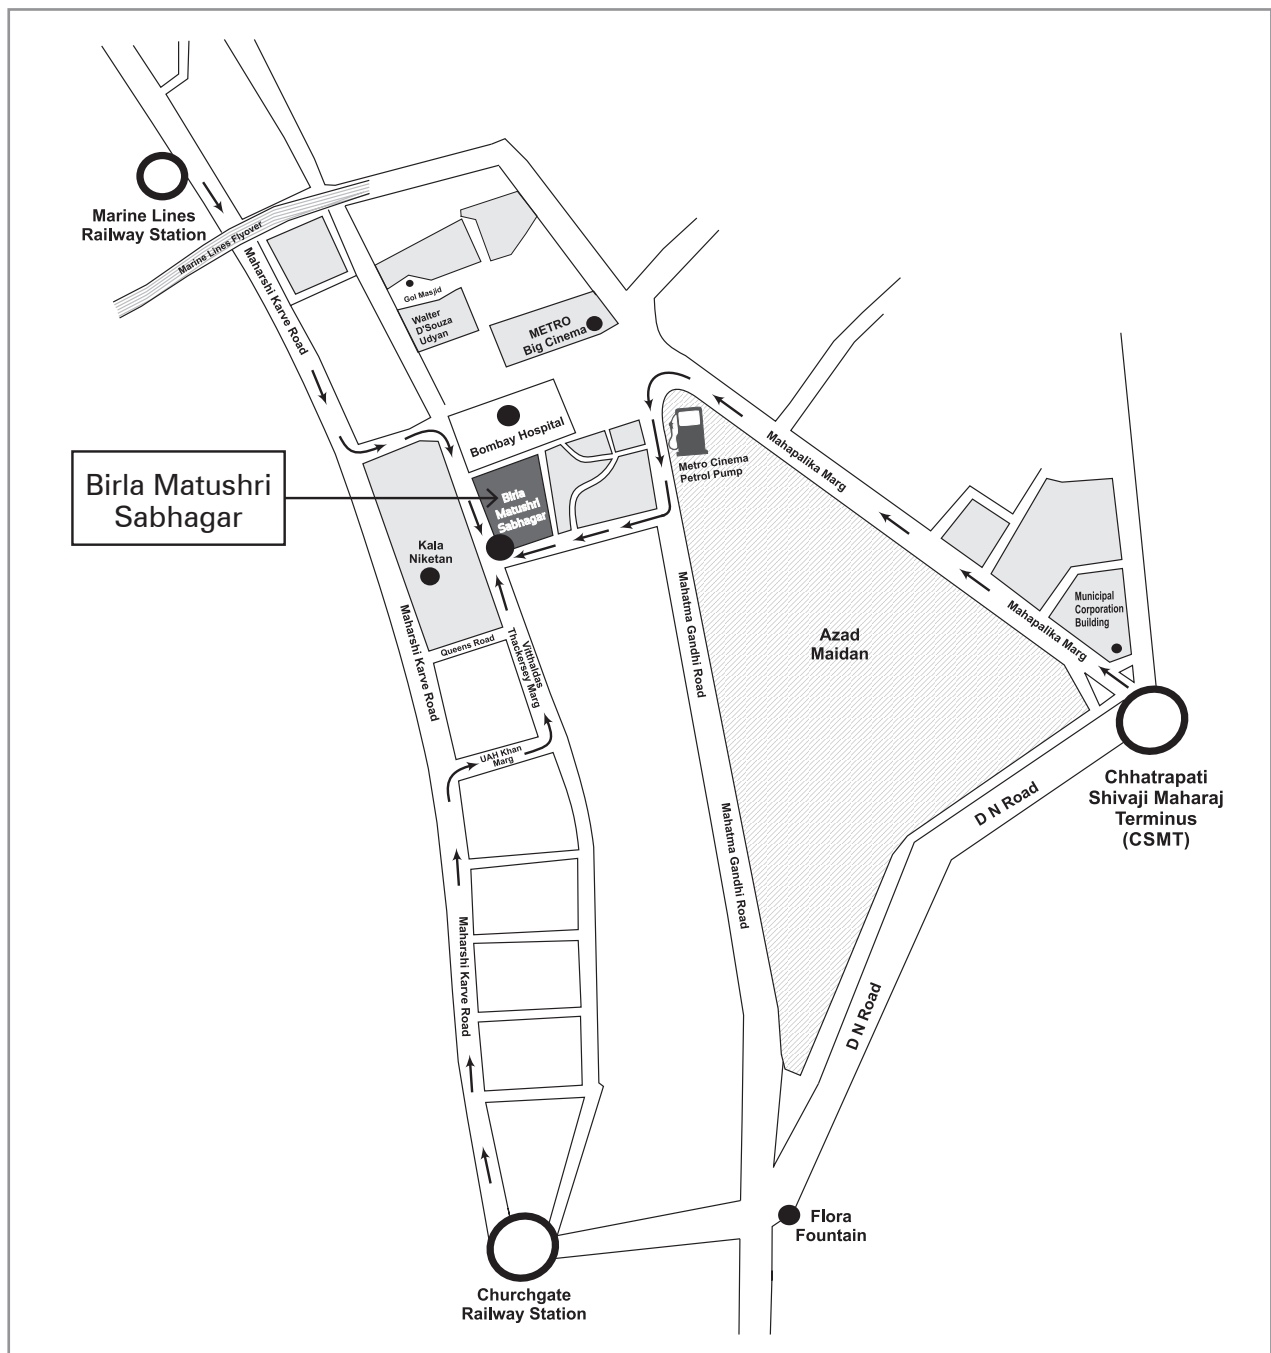 Marine Lines
Railway Station
Marine Lines Flyover
Maharshi Karve Road
Gol Masjid
Walter
D'Souza
Udyan
METRO
Big Cinema
Bombay Hospital
Birla Matushri
Sabhagar
Birla
Matushri
Sabhagar
Metro Cinema
Petrol Pump
Mahapalika Marg
Kala
Niketan
Maharshi Karve Road
Queens Road
Vitthaldas
Thackersey Marg
UAH Khan
Marg
Mahatma Gandhi Road
Azad
Maidan
Mahapalika Marg
Municipal
Corporation
Building
Chhatrapati
Shivaji Maharaj
Terminus
(CSMT)
D N Road
Mahatma Gandhi Road
Maharshi Karve Road
D N Road
Flora
Fountain
Churchgate
Railway Station